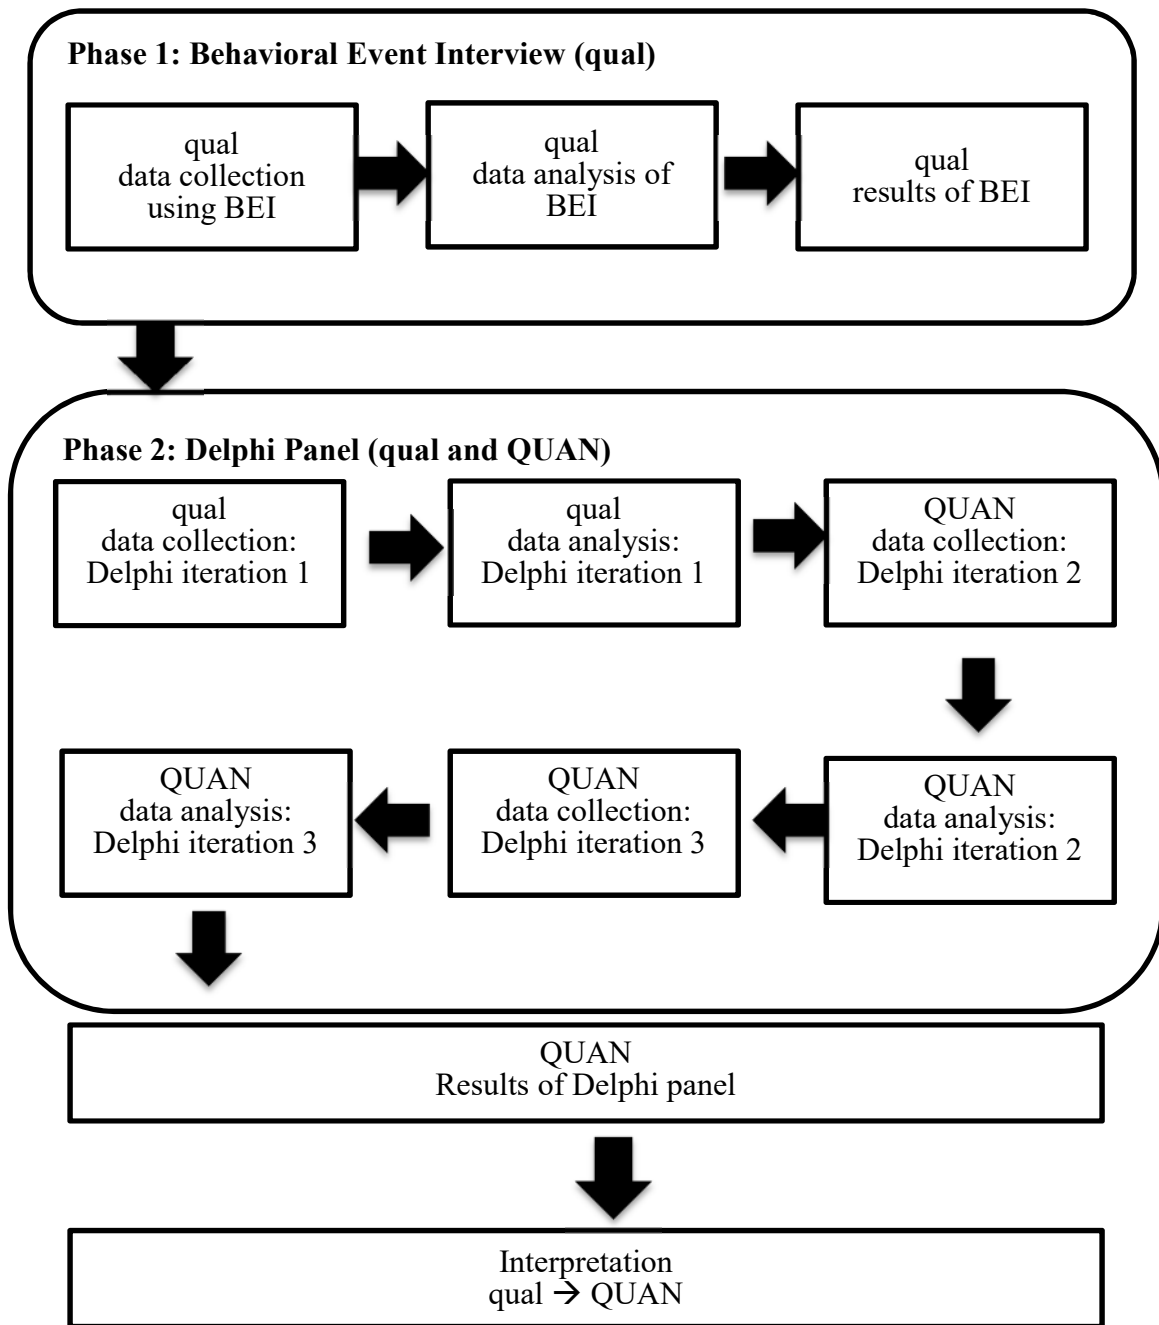 Phase 1: Behavioral Event Interview (qual)
qual
data collection
using BEI
qual
data analysis of
BEI
qual
results of BEI
Phase 2: Delphi Panel (qual and QUAN)
qual
data collection:
Delphi iteration 1
qual
data analysis:
Delphi iteration 1
QUAN
data collection:
Delphi iteration 2
QUAN
data analysis:
Delphi iteration 2
QUAN
data collection:
Delphi iteration 3
QUAN
data analysis:
Delphi iteration 3
QUAN
Results of Delphi panel
Interpretation
qual → QUAN